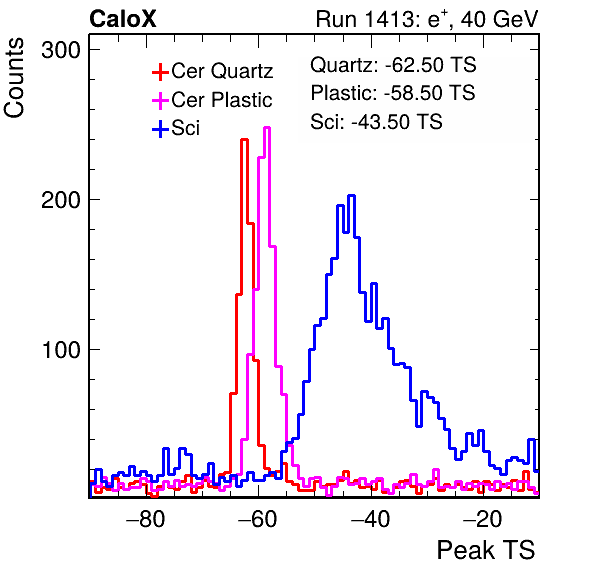 CaloX
Run 1413: e⁺, 40 GeV
Counts
300
200
100
Cer Quartz
Cer Plastic
Sci
Quartz: -62.50 TS
Plastic: -58.50 TS
Sci: -43.50 TS
−80
−60
−40
−20
Peak TS